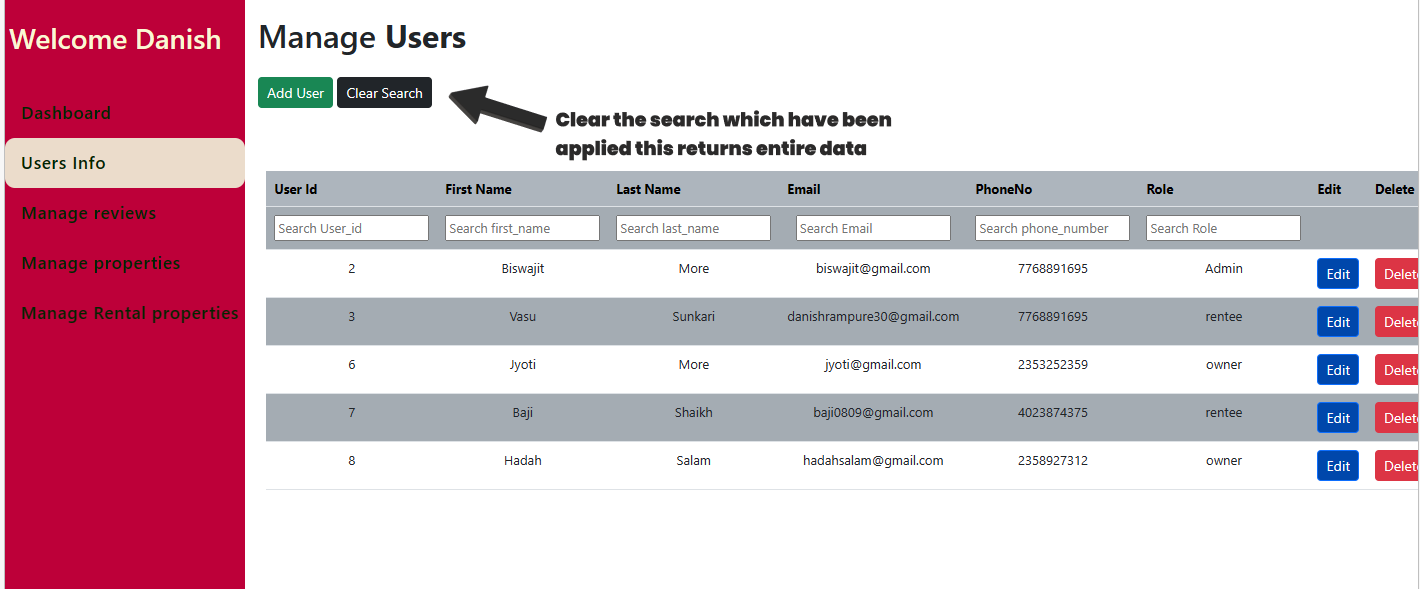 Welcome Danish
Dashboard
Users Info
Manage reviews
Manage properties
Manage Rental properties
Manage Users
Add User Clear Search
Clear the search which have been
applied this returns entire data
User Id First Name Last Name Email PhoneNo Role Edit Delete
Search User_id Search first_name Search last_name Search Email Search phone_number Search Role
2 Biswajit More biswajit@gmail.com 7768891695 Admin Edit Delete
3 Vasu Sunkari danishrampure30@gmail.com 7768891695 rentee Edit Delete
6 Jyoti More jyoti@gmail.com 2353252359 owner Edit Delete
7 Baji Shaikh baji0809@gmail.com 4023874375 rentee Edit Delete
8 Hadah Salam hadahsalam@gmail.com 2358927312 owner Edit Delete